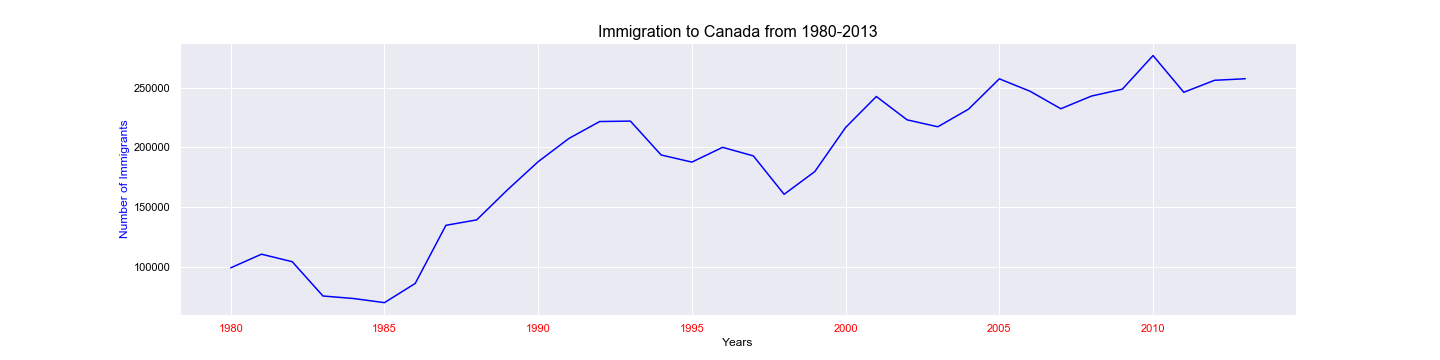 Immigration to Canada from 1980-2013
Number of Immigrants
250000
200000
150000
100000
1980 1985 1990 1995 2000 2005 2010
Years